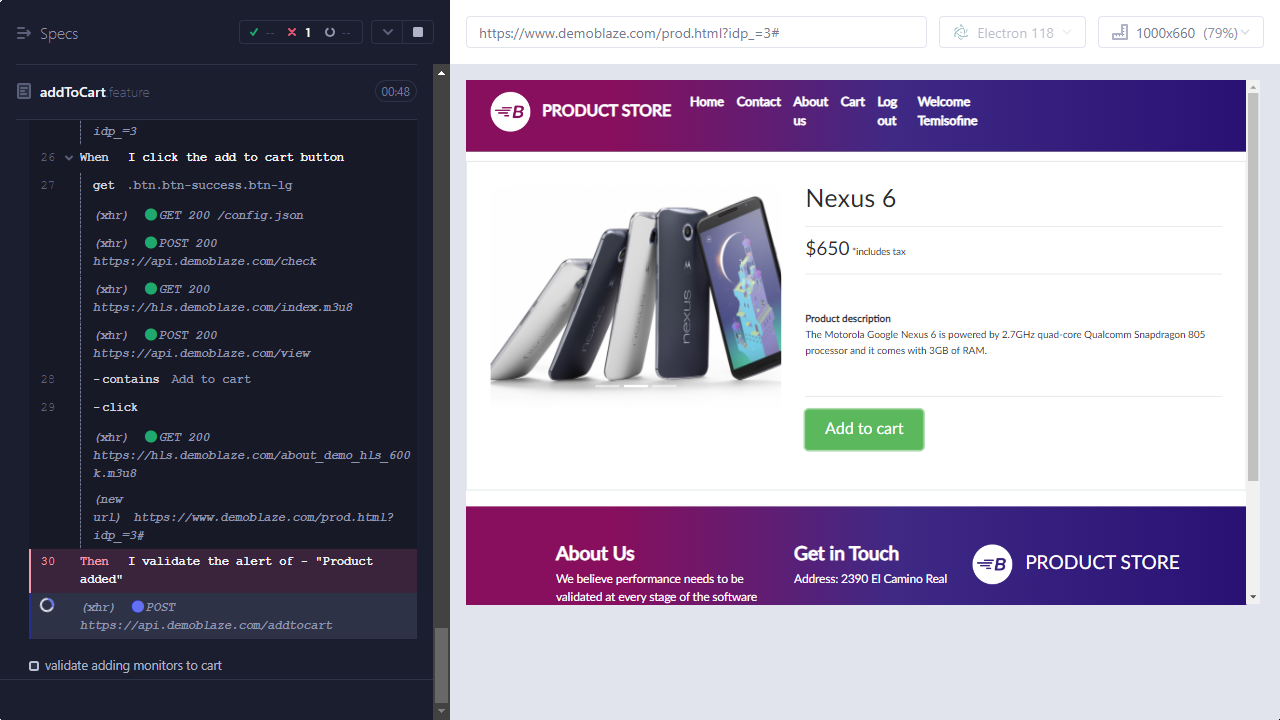 Specs
-- 1 --
https://www.demoblaze.com/prod.html?idp_=3#
Electron 118
1000x660 (79%)
addToCart.feature
00:48
idp_=3
26 When I click the add to cart button
27 get .btn.btn-success.btn-lg
(xhr) GET 200 /config.json
(xhr) POST 200
https://api.demoblaze.com/check
(xhr) GET 200
https://hls.demoblaze.com/index.m3u8
(xhr) POST 200
https://api.demoblaze.com/view
28 -contains Add to cart
29 -click
(xhr) GET 200
https://hls.demoblaze.com/about_demo_hls_600
k.m3u8
(new
url) https://www.demoblaze.com/prod.html?
idp_=3#
30 Then I validate the alert of - "Product
added"
(xhr) POST
https://api.demoblaze.com/addtocart
validate adding monitors to cart
B PRODUCT STORE
Home Contact About Cart Log Welcome
us out Temisofine
nexus
Nexus 6
$650 *includes tax
Product description
The Motorola Google Nexus 6 is powered by 2.7GHz quad-core Qualcomm Snapdragon 805
processor and it comes with 3GB of RAM.
Add to cart
About Us
We believe performance needs to be
validated at every stage of the software
Get in Touch
Address: 2390 El Camino Real
B PRODUCT STORE